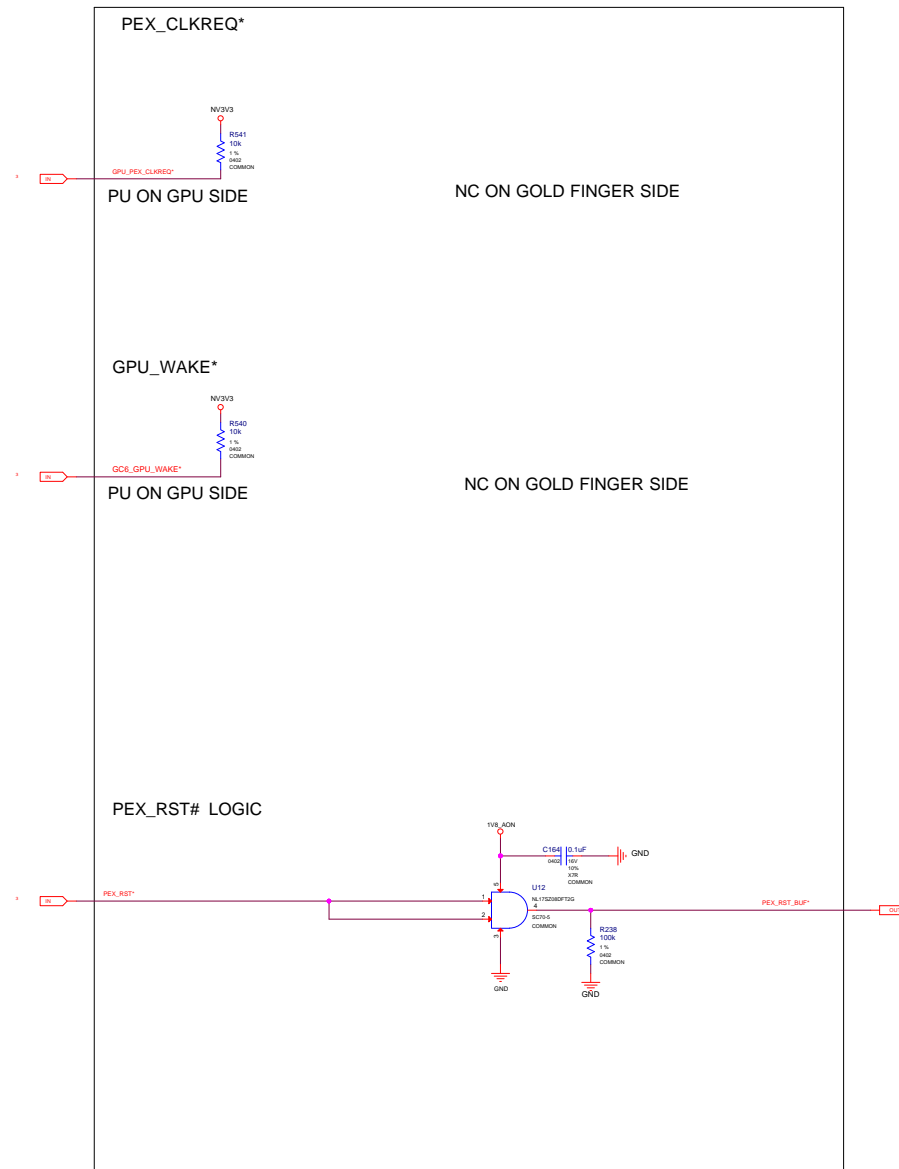 PEX_CLKREQ*
NV3V3
R541
10k
1 %
0402
COMMON
3
IN
GPU_PEX_CLKREQ*
PU ON GPU SIDE
NC ON GOLD FINGER SIDE
GPU_WAKE*
NV3V3
R540
10k
1 %
0402
COMMON
3
IN
GC6_GPU_WAKE*
PU ON GPU SIDE
NC ON GOLD FINGER SIDE
PEX_RST# LOGIC
1V8_AON
C164
0.1uF
0402
16V
10%
X7R
COMMON
GND
5
U12
NL17SZ08DFT2G
SC70-5
COMMON
3
IN
PEX_RST*
1
2
4
3
GND
R238
100k
1 %
0402
COMMON
GND
PEX_RST_BUF*
OUT